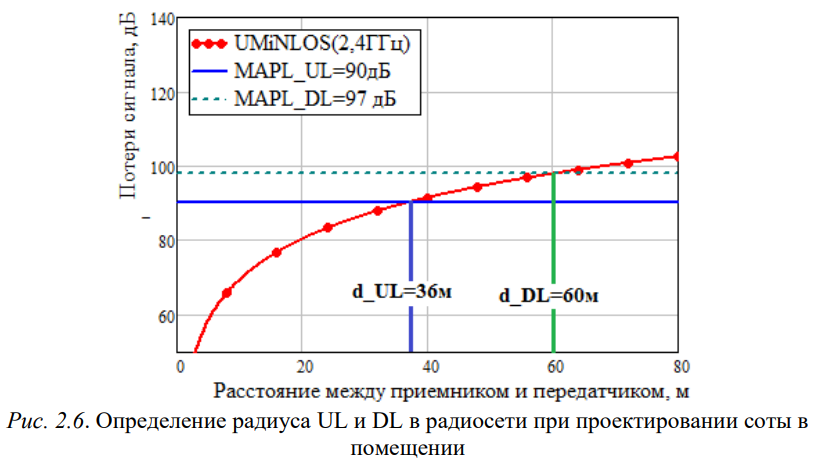 140
120
100
80
60
Потери сигнала, дБ
UMiNLOS(2,4ГГц)
MAPL_UL=90дБ
MAPL_DL=97 дБ
d_UL=36м
d_DL=60м
0 20 40 60 80
Расстояние между приемником и передатчиком, м
Рис. 2.6. Определение радиуса UL и DL в радиосети при проектировании соты в
помещении